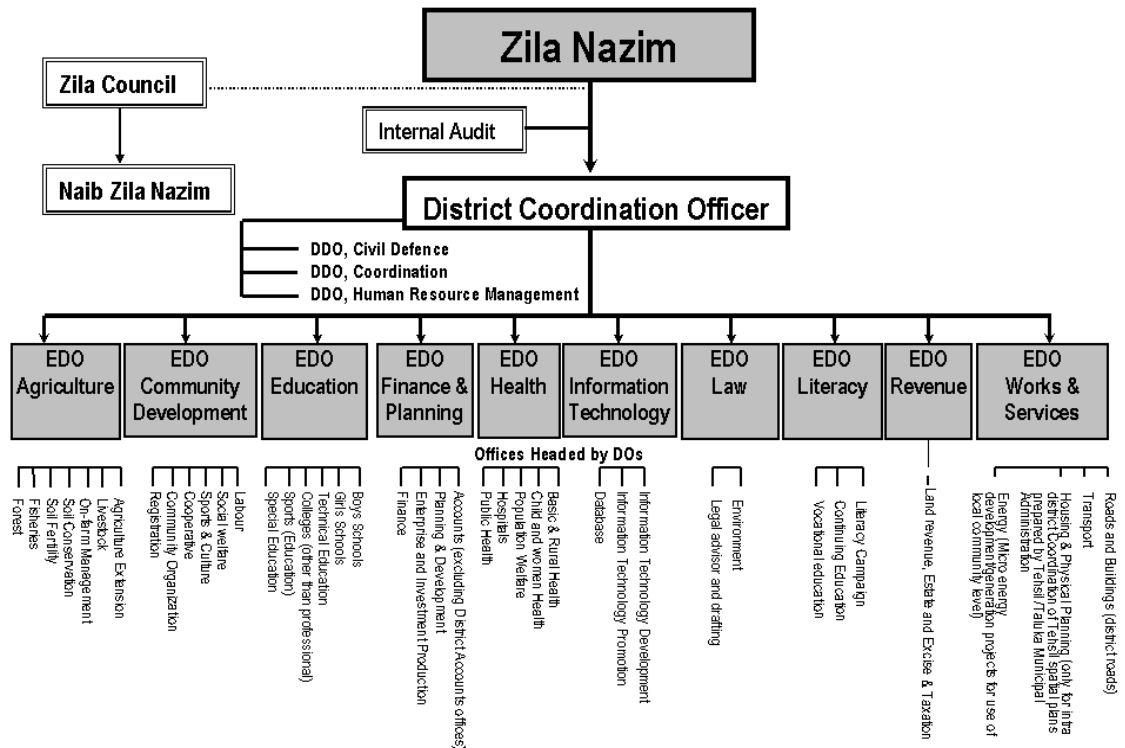 Zila Nazim
Zila Council
Internal Audit
Naib Zila Nazim
District Coordination Officer
DDO, Civil Defence
DDO, Coordination
DDO, Human Resource Management
EDO
Agriculture
EDO
Community
Development
EDO
Education
EDO
Finance &
Planning
EDO
Health
EDO
Information
Technology
EDO
Law
EDO
Literacy
EDO
Revenue
EDO
Works &
Services
Offices Headed by DOs
Agriculture Extension
Livestock
On-farm Management
Soil Conservation
Soil Fertility
Fisheries
Forest
Labour
Social welfare
Sports & Culture
Cooperative
Community Organization
Registration
Boys Schools
Girls Schools
Technical Education
Colleges (other than professional)
Sports (Education)
Special Education
Accounts (excluding District Accounts offices)
Planning & Development
Enterprise and Investment Production
Finance
Basic & Rural Health
Child and women Health
Population Welfare
Hospitals
Public Health
Information Technology Development
Information Technology Promotion
Database
Environment
Legal advisor and drafting
Literacy Campaign
Continuing Education
Vocational education
Land revenue, Estate and Excise & Taxation
Roads and Buildings (district roads)
Transport
Housing & Physical Planning (only for intra
district Coordination of Tehsil spatial plans
prepared by Tehsil/Taluka Municipal
Administration
Energy (Micro energy
development/generation projects for use of
local community level)